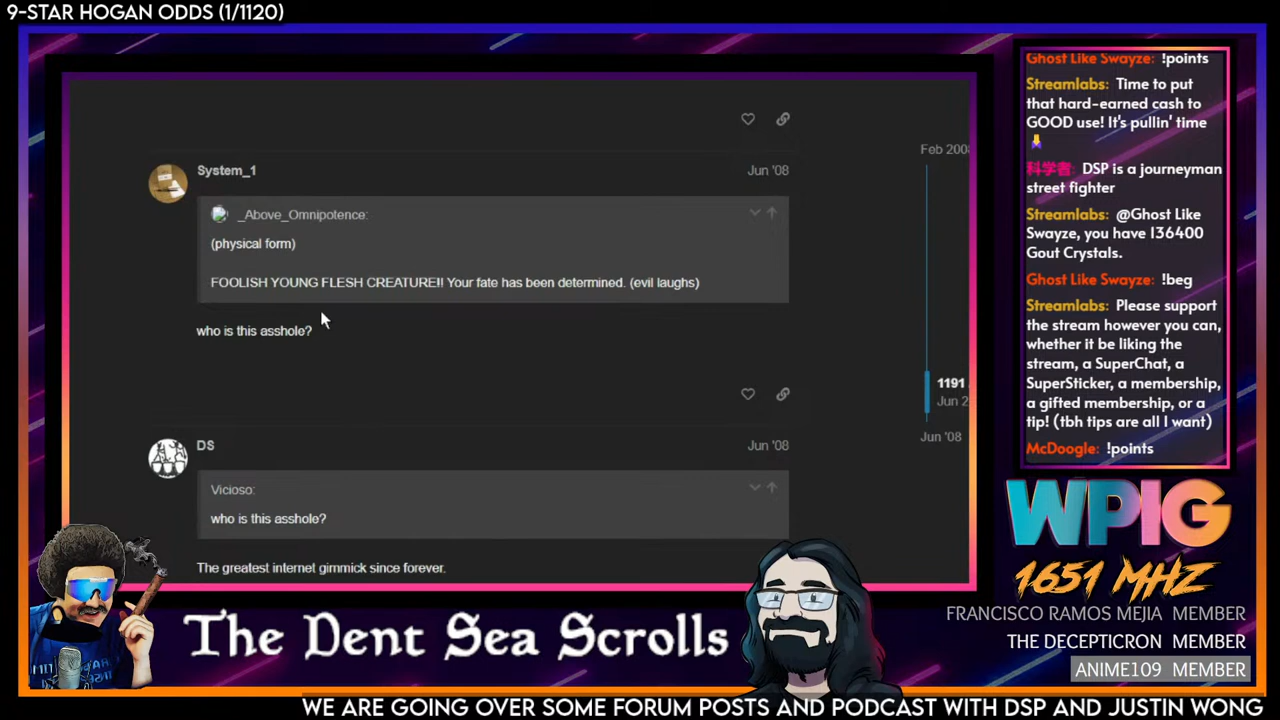 9-STAR HOGAN ODDS (1/1120)
System_1
Jun '08
_Above_Omnipotence:
(physical form)
FOOLISH YOUNG FLESH CREATURE!! Your fate has been determined. (evil laughs)
who is this asshole?
DS
Jun '08
Vicioso:
who is this asshole?
The greatest internet gimmick since forever.
Feb 2008
1191
Jun 2
Jun '08
Ghost Like Swayze: !points
Streamlabs: Time to put
that hard-earned cash to
GOOD use! It's pullin' time
科学者: DSP is a journeyman
street fighter
Streamlabs: @Ghost Like
Swayze, you have 136400
Gout Crystals.
Ghost Like Swayze: !beg
Streamlabs: Please support
the stream however you can,
whether it be liking the
stream, a SuperChat, a
SuperSticker, a membership,
a gifted membership, or a
tip! (tbh tips are all I want)
McDoogle: !points
WPIG
1651 MHZ
FRANCISCO RAMOS MEJIA MEMBER
THE DECEPTICRON MEMBER
ANIME109 MEMBER
The Dent Sea Scrolls
WE ARE GOING OVER SOME FORUM POSTS AND PODCAST WITH DSP AND JUSTIN WONG